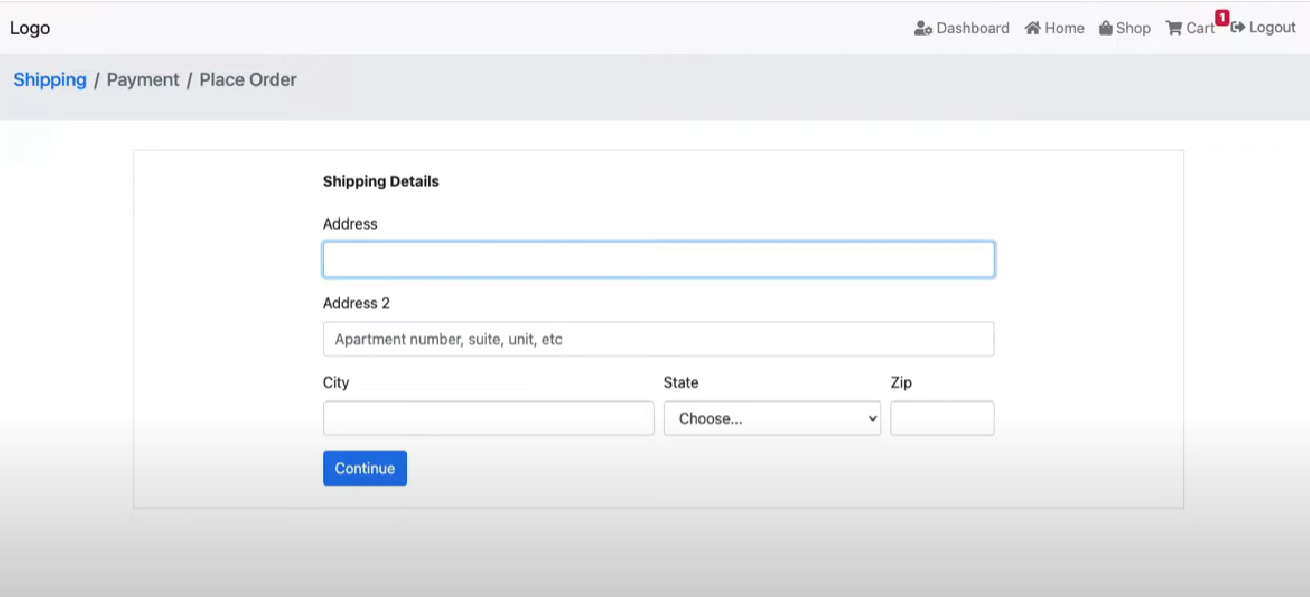 Logo Dashboard Home Shop Cart 1 Logout
Shipping / Payment / Place Order
Shipping Details
Address
Address 2
Apartment number, suite, unit, etc
City State Zip
Choose...
Continue